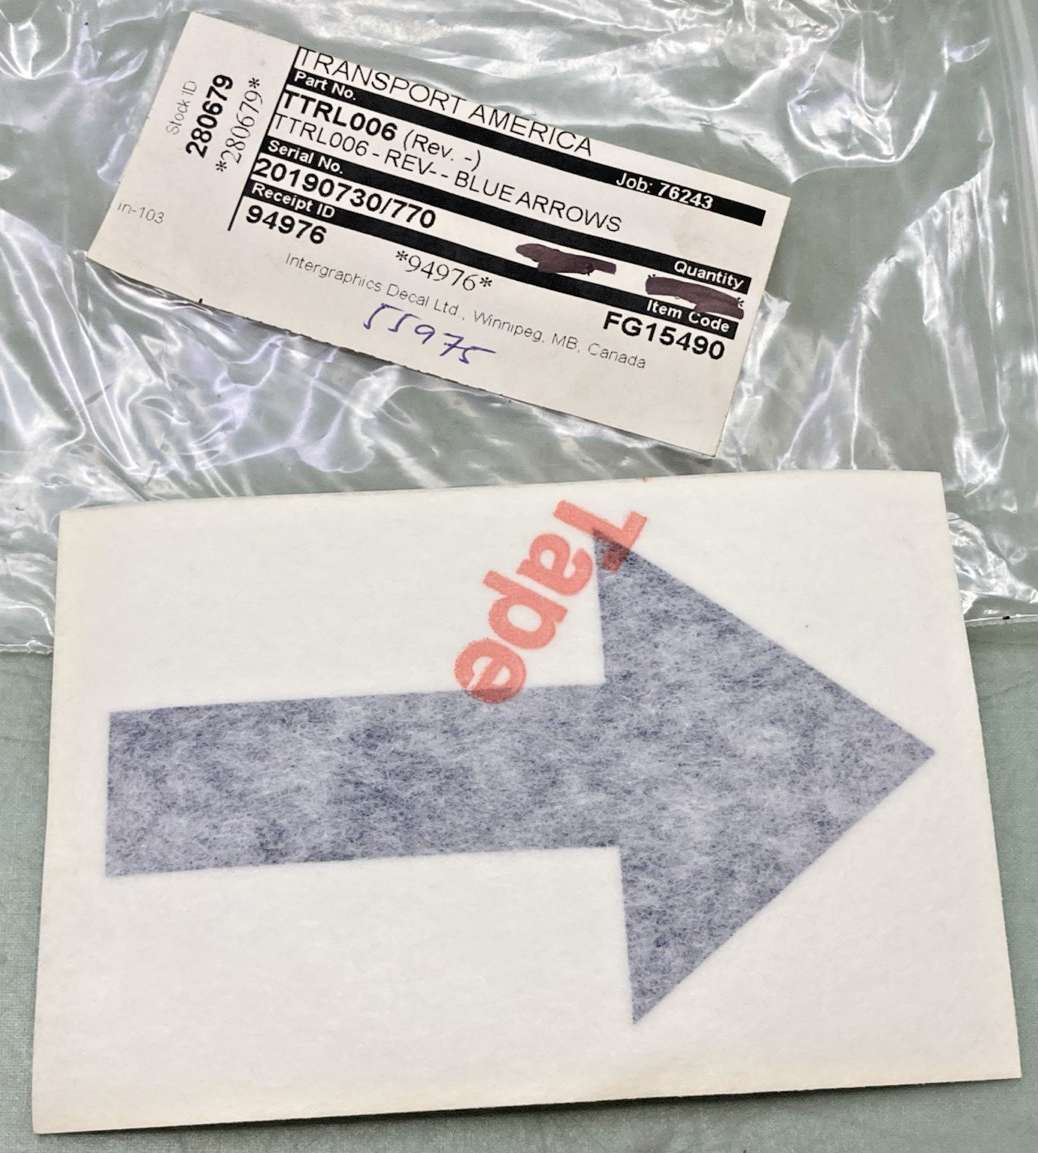 TRANSPORT AMERICA
Part No.
Job: 76243
TTRL006 (Rev. -)
TTRL006 - REV-- BLUE ARROWS
Serial No.
Quantity
20190730/770
Receipt ID
Item Code
94976
*94976*
FG15490
Intergraphics Decal Ltd., Winnipeg, MB, Canada
55975
Stock ID
280679
*280679*
in-103
Tape